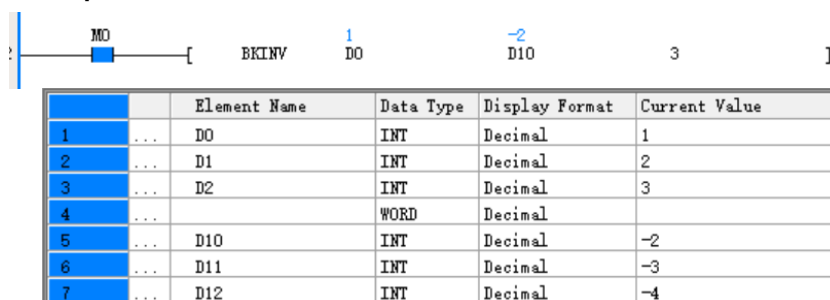 M0 1 -2
[ BKINV D0 D10 3 ]
Element Name Data Type Display Format Current Value
1 ... D0 INT Decimal 1
2 ... D1 INT Decimal 2
3 ... D2 INT Decimal 3
4 ... WORD Decimal
5 ... D10 INT Decimal -2
6 ... D11 INT Decimal -3
7 ... D12 INT Decimal -4